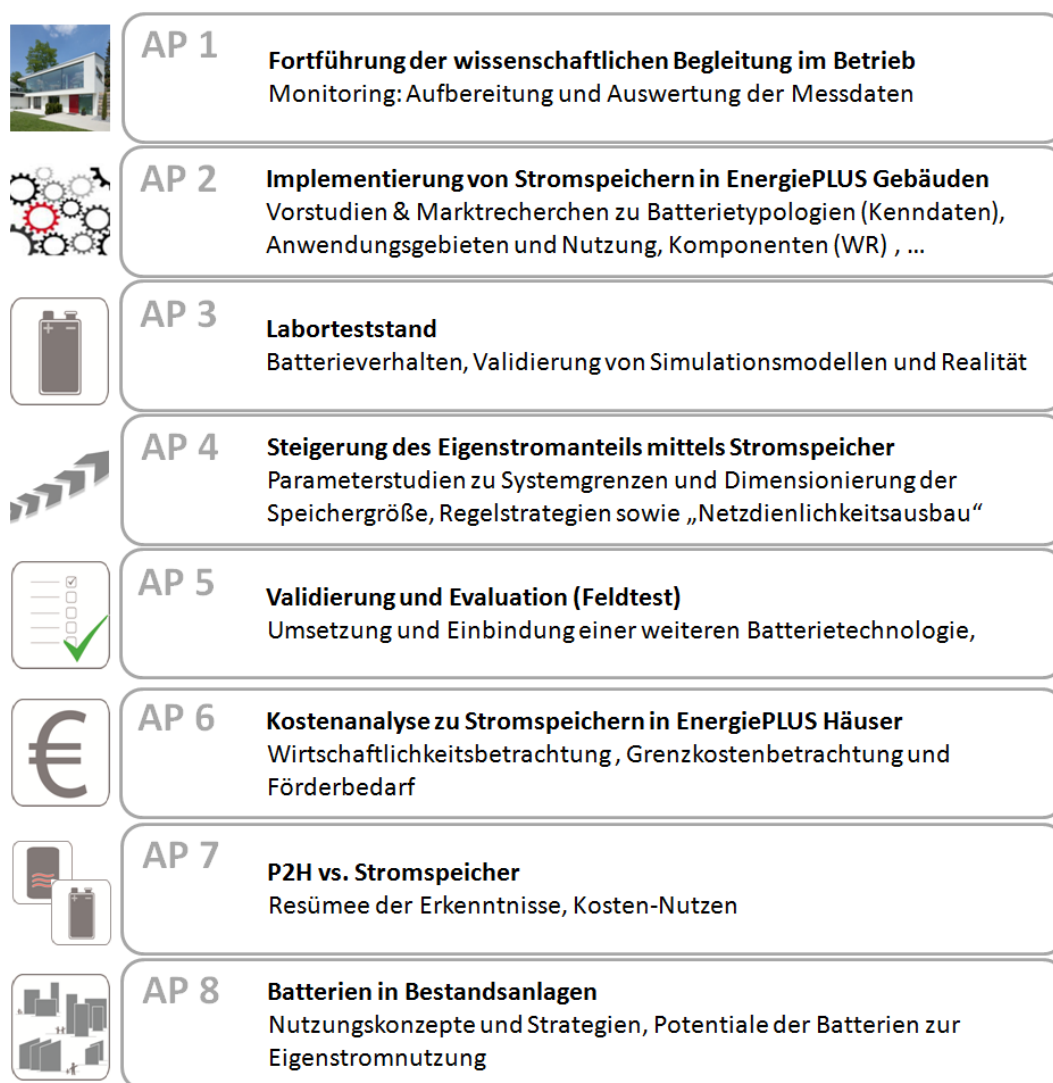 AP 1
Fortführung der wissenschaftlichen Begleitung im Betrieb
Monitoring: Aufbereitung und Auswertung der Messdaten
AP 2
Implementierung von Stromspeichern in EnergiePLUS Gebäuden
Vorstudien & Marktrecherchen zu Batterietypologien (Kenndaten),
Anwendungsgebieten und Nutzung, Komponenten (WR) , ...
AP 3
Laborteststand
Batterieverhalten, Validierung von Simulationsmodellen und Realität
AP 4
Steigerung des Eigenstromanteils mittels Stromspeicher
Parameterstudien zu Systemgrenzen und Dimensionierung der
Speichergröße, Regelstrategien sowie „Netzdienlichkeitsausbau“
AP 5
Validierung und Evaluation (Feldtest)
Umsetzung und Einbindung einer weiteren Batterietechnologie,
AP 6
€
Kostenanalyse zu Stromspeichern in EnergiePLUS Häuser
Wirtschaftlichkeitsbetrachtung , Grenzkostenbetrachtung und
Förderbedarf
AP 7
P2H vs. Stromspeicher
Resümee der Erkenntnisse, Kosten-Nutzen
AP 8
Batterien in Bestandsanlagen
Nutzungskonzepte und Strategien, Potentiale der Batterien zur
Eigenstromnutzung